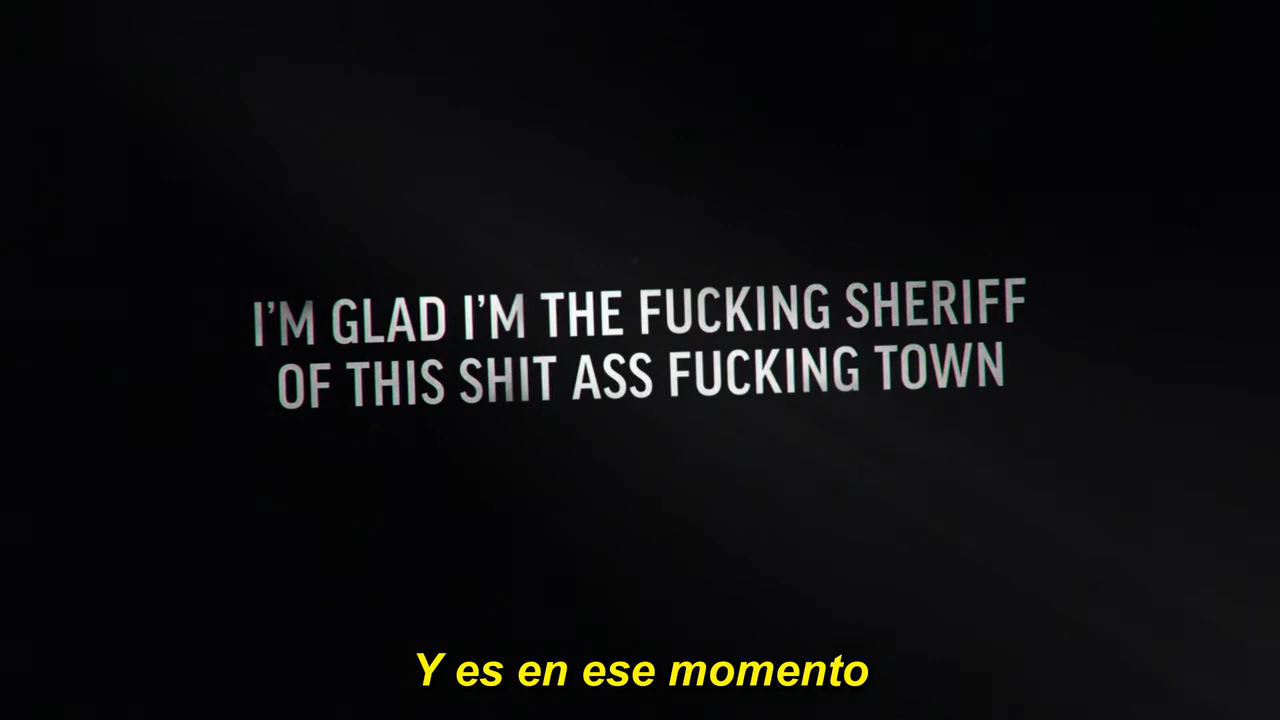 I'M GLAD I'M THE FUCKING SHERIFF
OF THIS SHIT ASS FUCKING TOWN
Y es en ese momento